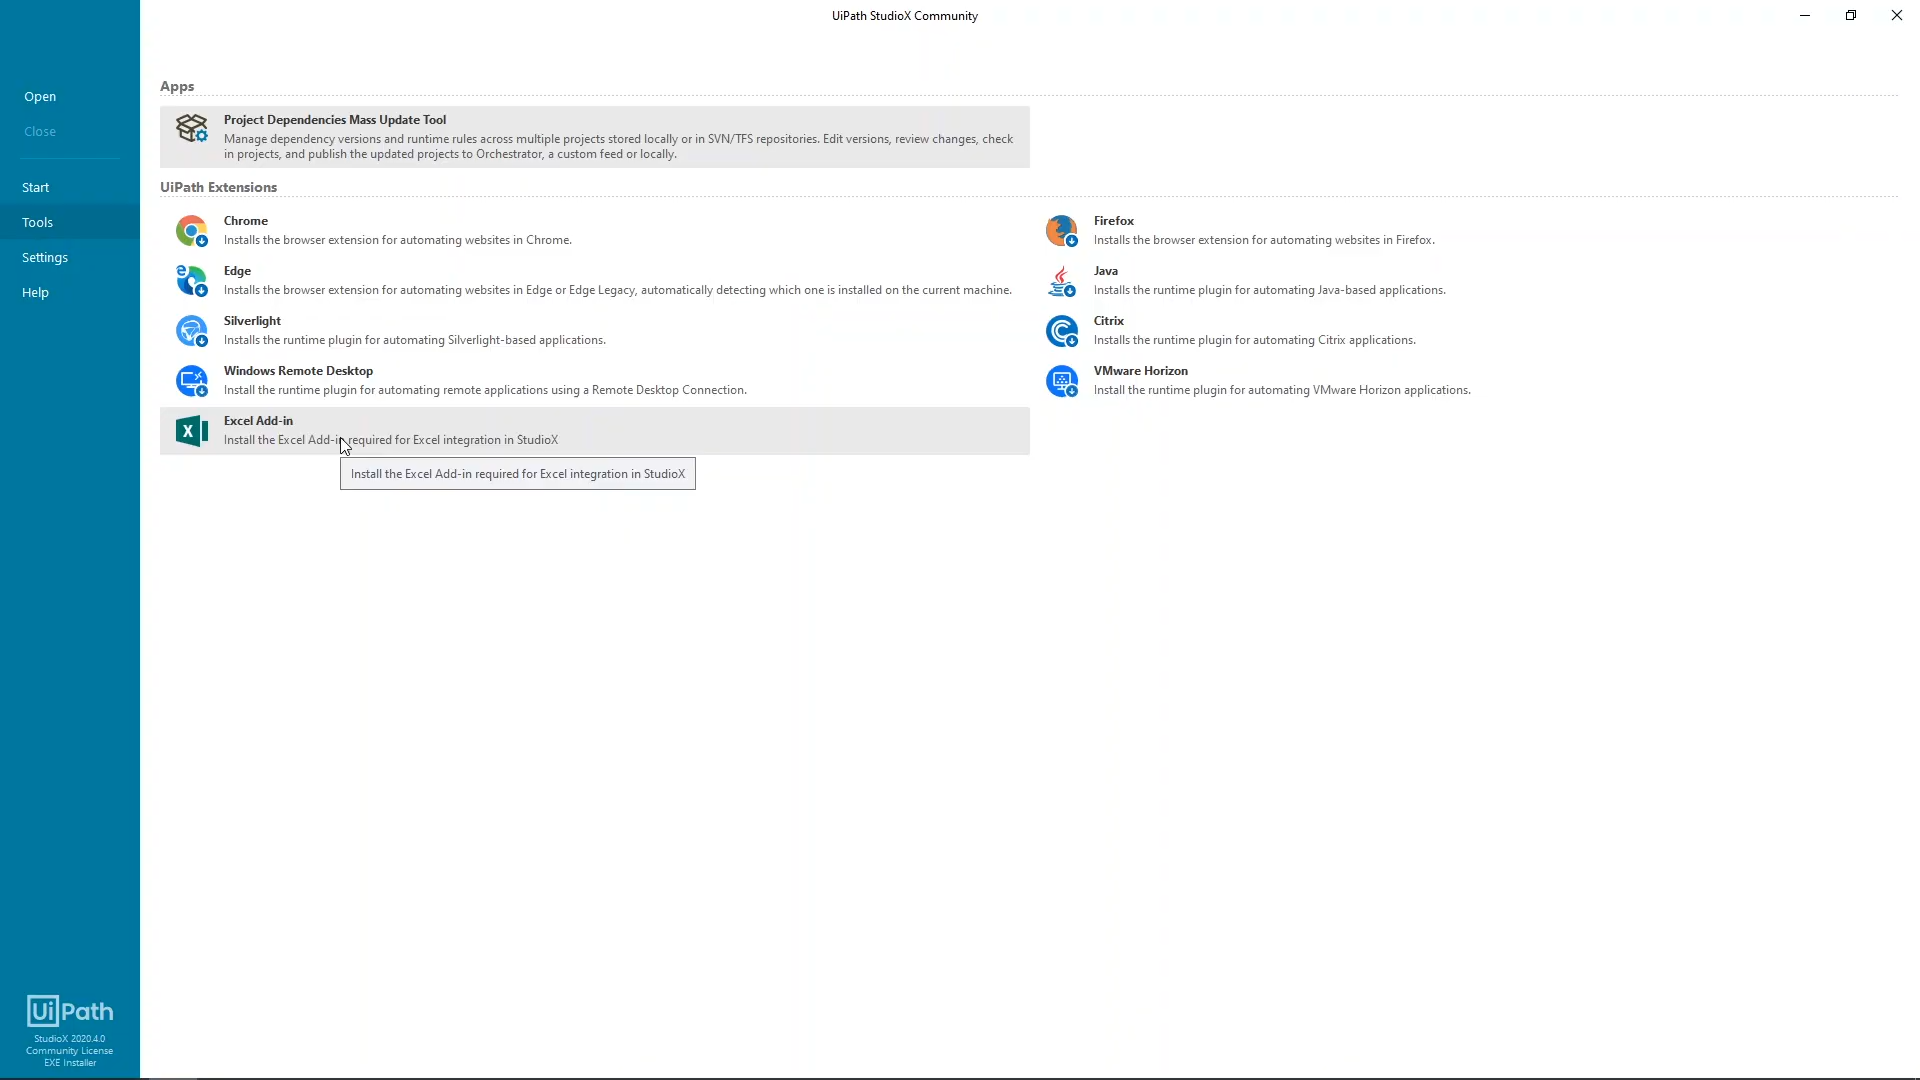 UiPath StudioX Community
Open
Close
Start
Tools
Settings
Help
Apps
Project Dependencies Mass Update Tool
Manage dependency versions and runtime rules across multiple projects stored locally or in SVN/TFS repositories. Edit versions, review changes, check
in projects, and publish the updated projects to Orchestrator, a custom feed or locally.
UiPath Extensions
Chrome
Installs the browser extension for automating websites in Chrome.
Firefox
Installs the browser extension for automating websites in Firefox.
Edge
Installs the browser extension for automating websites in Edge or Edge Legacy, automatically detecting which one is installed on the current machine.
Java
Installs the runtime plugin for automating Java-based applications.
Silverlight
Installs the runtime plugin for automating Silverlight-based applications.
Citrix
Installs the runtime plugin for automating Citrix applications.
Windows Remote Desktop
Install the runtime plugin for automating remote applications using a Remote Desktop Connection.
VMware Horizon
Install the runtime plugin for automating VMware Horizon applications.
Excel Add-in
Install the Excel Add-in required for Excel integration in StudioX
Install the Excel Add-in required for Excel integration in StudioX
UiPath
StudioX 2020.4.0
Community License
EXE Installer